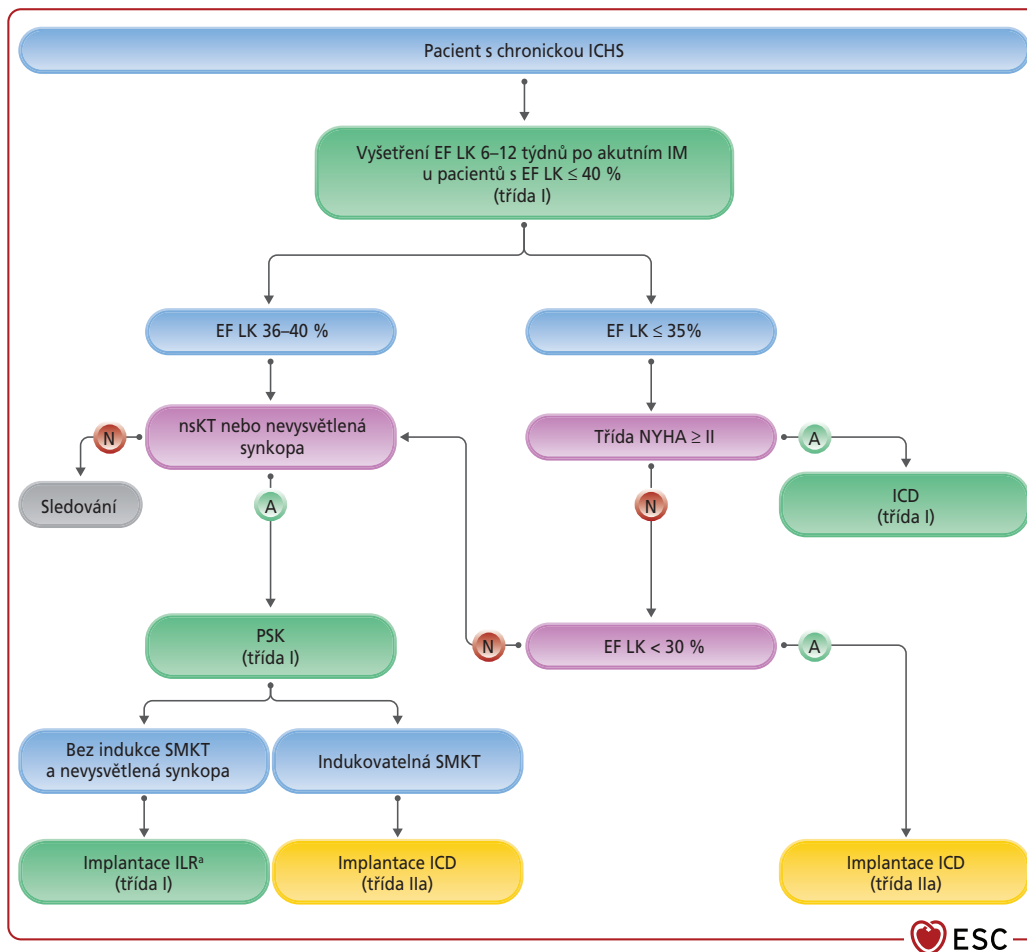 Pacient s chronickou ICHS
Vyšetření EF LK 6–12 týdnů po akutním IM
u pacientů s EF LK ≤ 40 %
(třída I)
EF LK 36–40 %
EF LK ≤ 35%
nsKT nebo nevysvětlená
synkopa
Třída NYHA ≥ II
N
A
Sledování
A
N
ICD
(třída I)
PSK
(třída I)
N
EF LK < 30 %
A
Bez indukce SMKT
a nevysvětlená synkopa
Indukovatelná SMKT
Implantace ILRᵃ
(třída I)
Implantace ICD
(třída IIa)
Implantace ICD
(třída IIa)
ESC